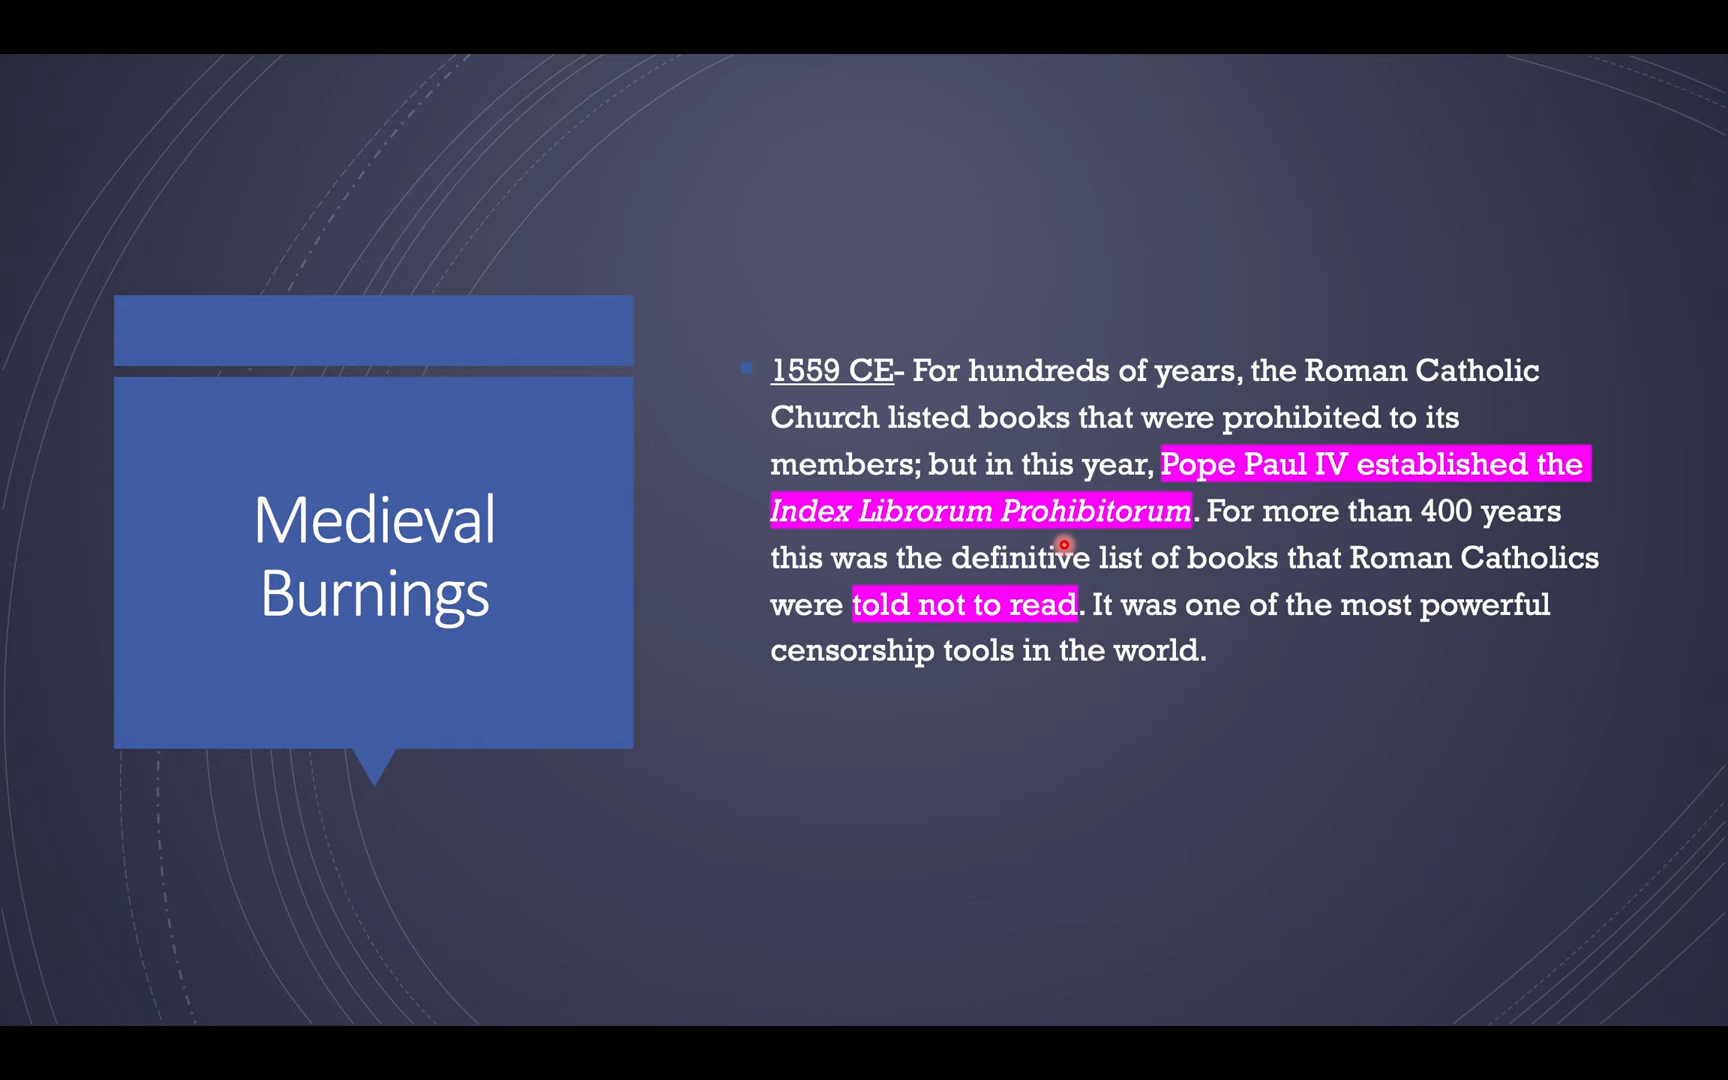 Medieval
Burnings
1559 CE- For hundreds of years, the Roman Catholic
Church listed books that were prohibited to its
members; but in this year, Pope Paul IV established the
Index Librorum Prohibitorum. For more than 400 years
this was the definitive list of books that Roman Catholics
were told not to read. It was one of the most powerful
censorship tools in the world.